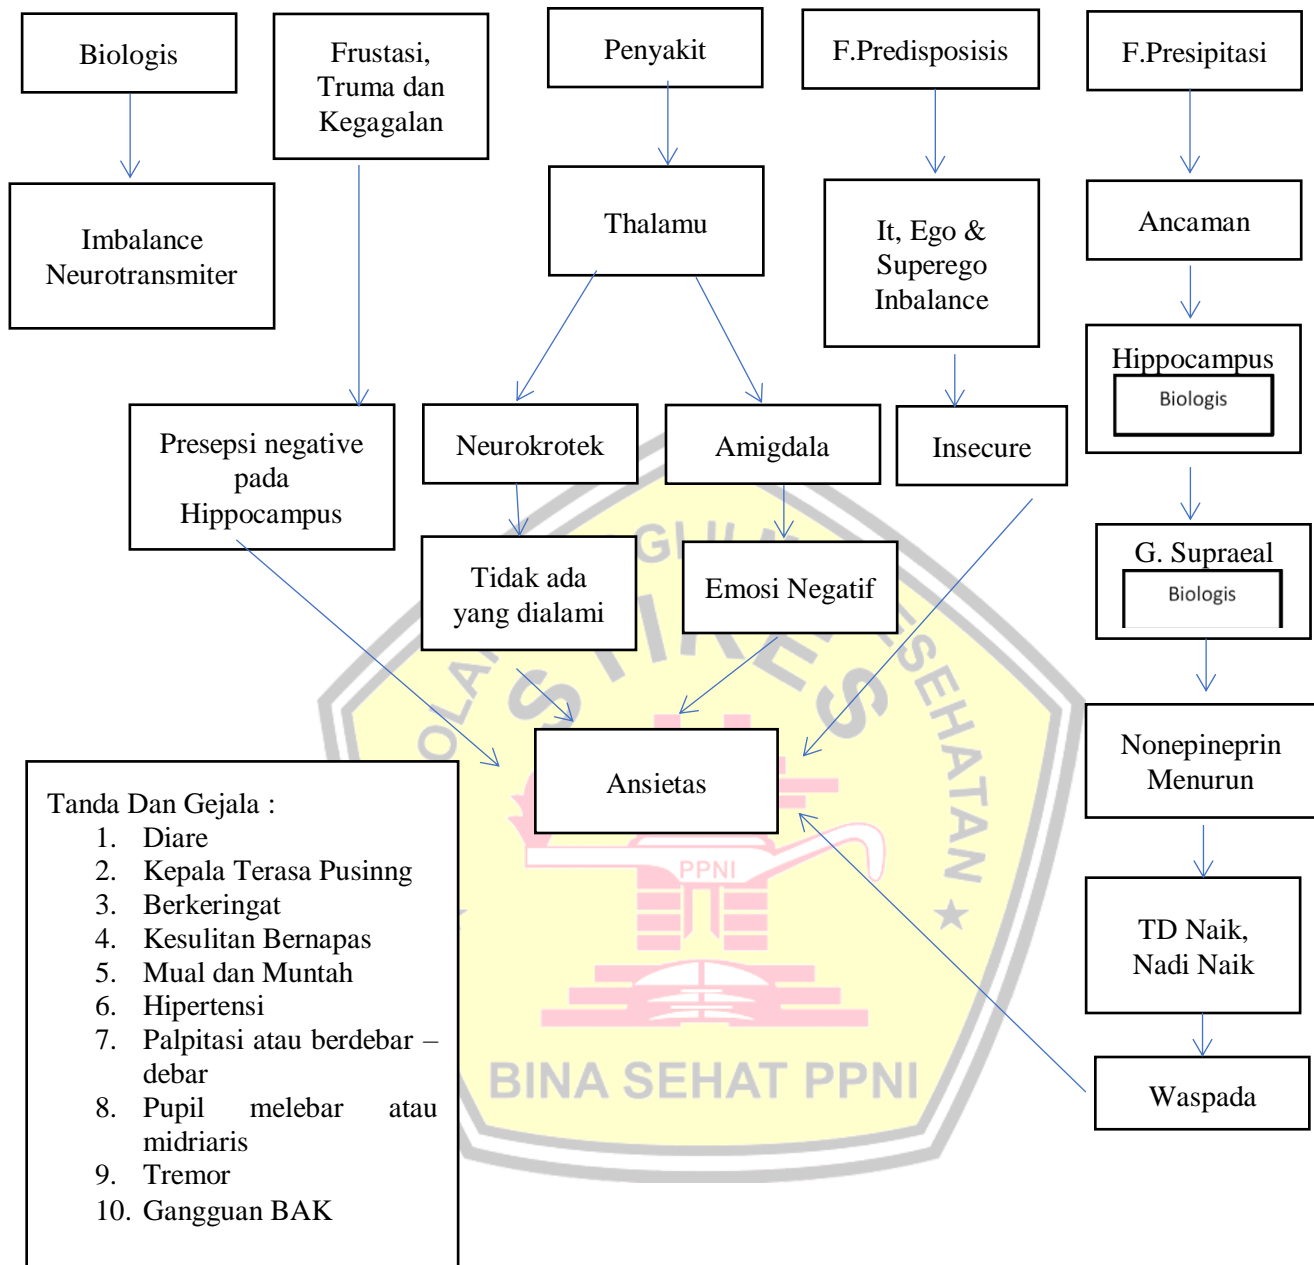 Biologis
Frustasi,
Truma dan
Kegagalan
Penyakit
F.Predisposisis
F.Presipitasi
Imbalance
Neurotransmiter
Thalamu
It, Ego &
Superego
Inbalance
Ancaman
Hippocampus
Biologis
Presepsi negative
pada
Hippocampus
Neurokrotek
Amigdala
Insecure
G. Supraeal
Biologis
Tidak ada
yang dialami
Emosi Negatif
Nonepineprin
Menurun
Ansietas
TD Naik,
Nadi Naik
Waspada
Tanda Dan Gejala :
1. Diare
2. Kepala Terasa Pusinng
3. Berkeringat
4. Kesulitan Bernapas
5. Mual dan Muntah
6. Hipertensi
7. Palpitasi atau berdebar –
debar
8. Pupil melebar atau
midriaris
9. Tremor
10. Gangguan BAK
STIKES
PPNI
BINA SEHAT PPNI